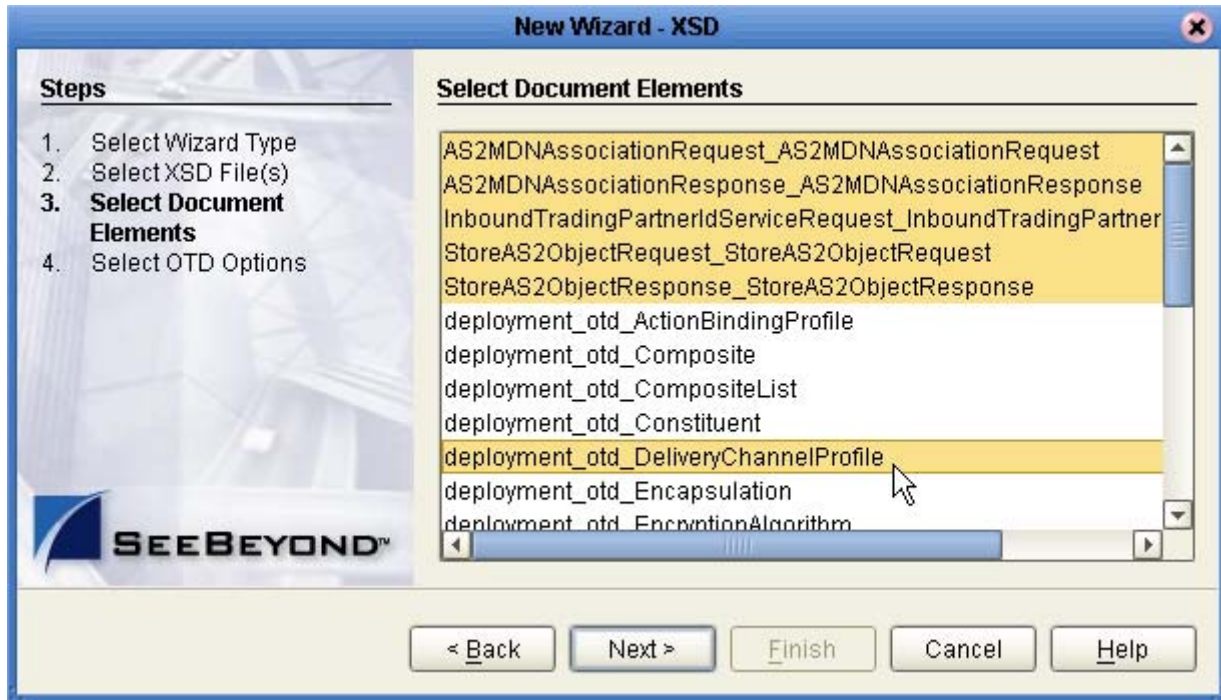 New Wizard - XSD
Steps
1. Select Wizard Type
2. Select XSD File(s)
3. Select Document
Elements
4. Select OTD Options
SEEBEYOND™
Select Document Elements
AS2MDNAssociationRequest_AS2MDNAssociationRequest
AS2MDNAssociationResponse_AS2MDNAssociationResponse
InboundTradingPartnerIdServiceRequest_InboundTradingPartner
StoreAS2ObjectRequest_StoreAS2ObjectRequest
StoreAS2ObjectResponse_StoreAS2ObjectResponse
deployment_otd_ActionBindingProfile
deployment_otd_Composite
deployment_otd_CompositeList
deployment_otd_Constituent
deployment_otd_DeliveryChannelProfile
deployment_otd_Encapsulation
deployment_otd_EncryptionAlgorithm
< Back Next > Finish Cancel Help